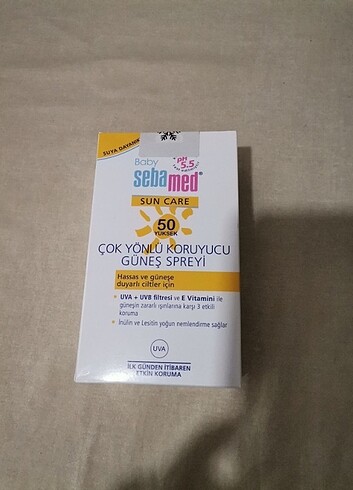 SUYA DAYANIK
Baby
PH 5.5
sebamed
SUN CARE
50
YÜKSEK
ÇOK YÖNLÜ KORUYUCU
GÜNEŞ SPREYİ
Hassas ve güneşe
duyarlı ciltler için
• UVA + UVB filtresi ve E Vitamini ile
güneşin zararlı ışınlarına karşı 3 etkili
koruma
• İnülin ve Lesitin yoğun nemlendirme sağlar
UVA
İLK GÜNDEN İTİBAREN
ETKİN KORUMA